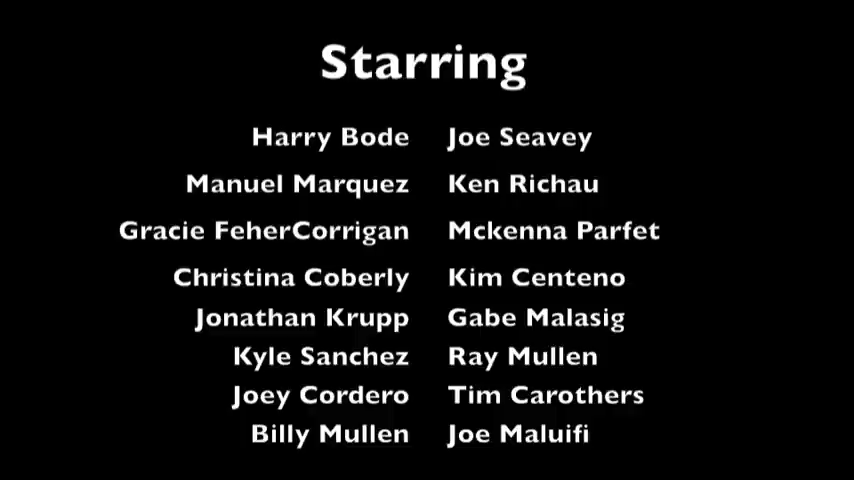 Starring
Harry Bode Joe Seavey
Manuel Marquez Ken Richau
Gracie FeherCorrigan Mckenna Parfet
Christina Coberly Kim Centeno
Jonathan Krupp Gabe Malasig
Kyle Sanchez Ray Mullen
Joey Cordero Tim Carothers
Billy Mullen Joe Maluifi